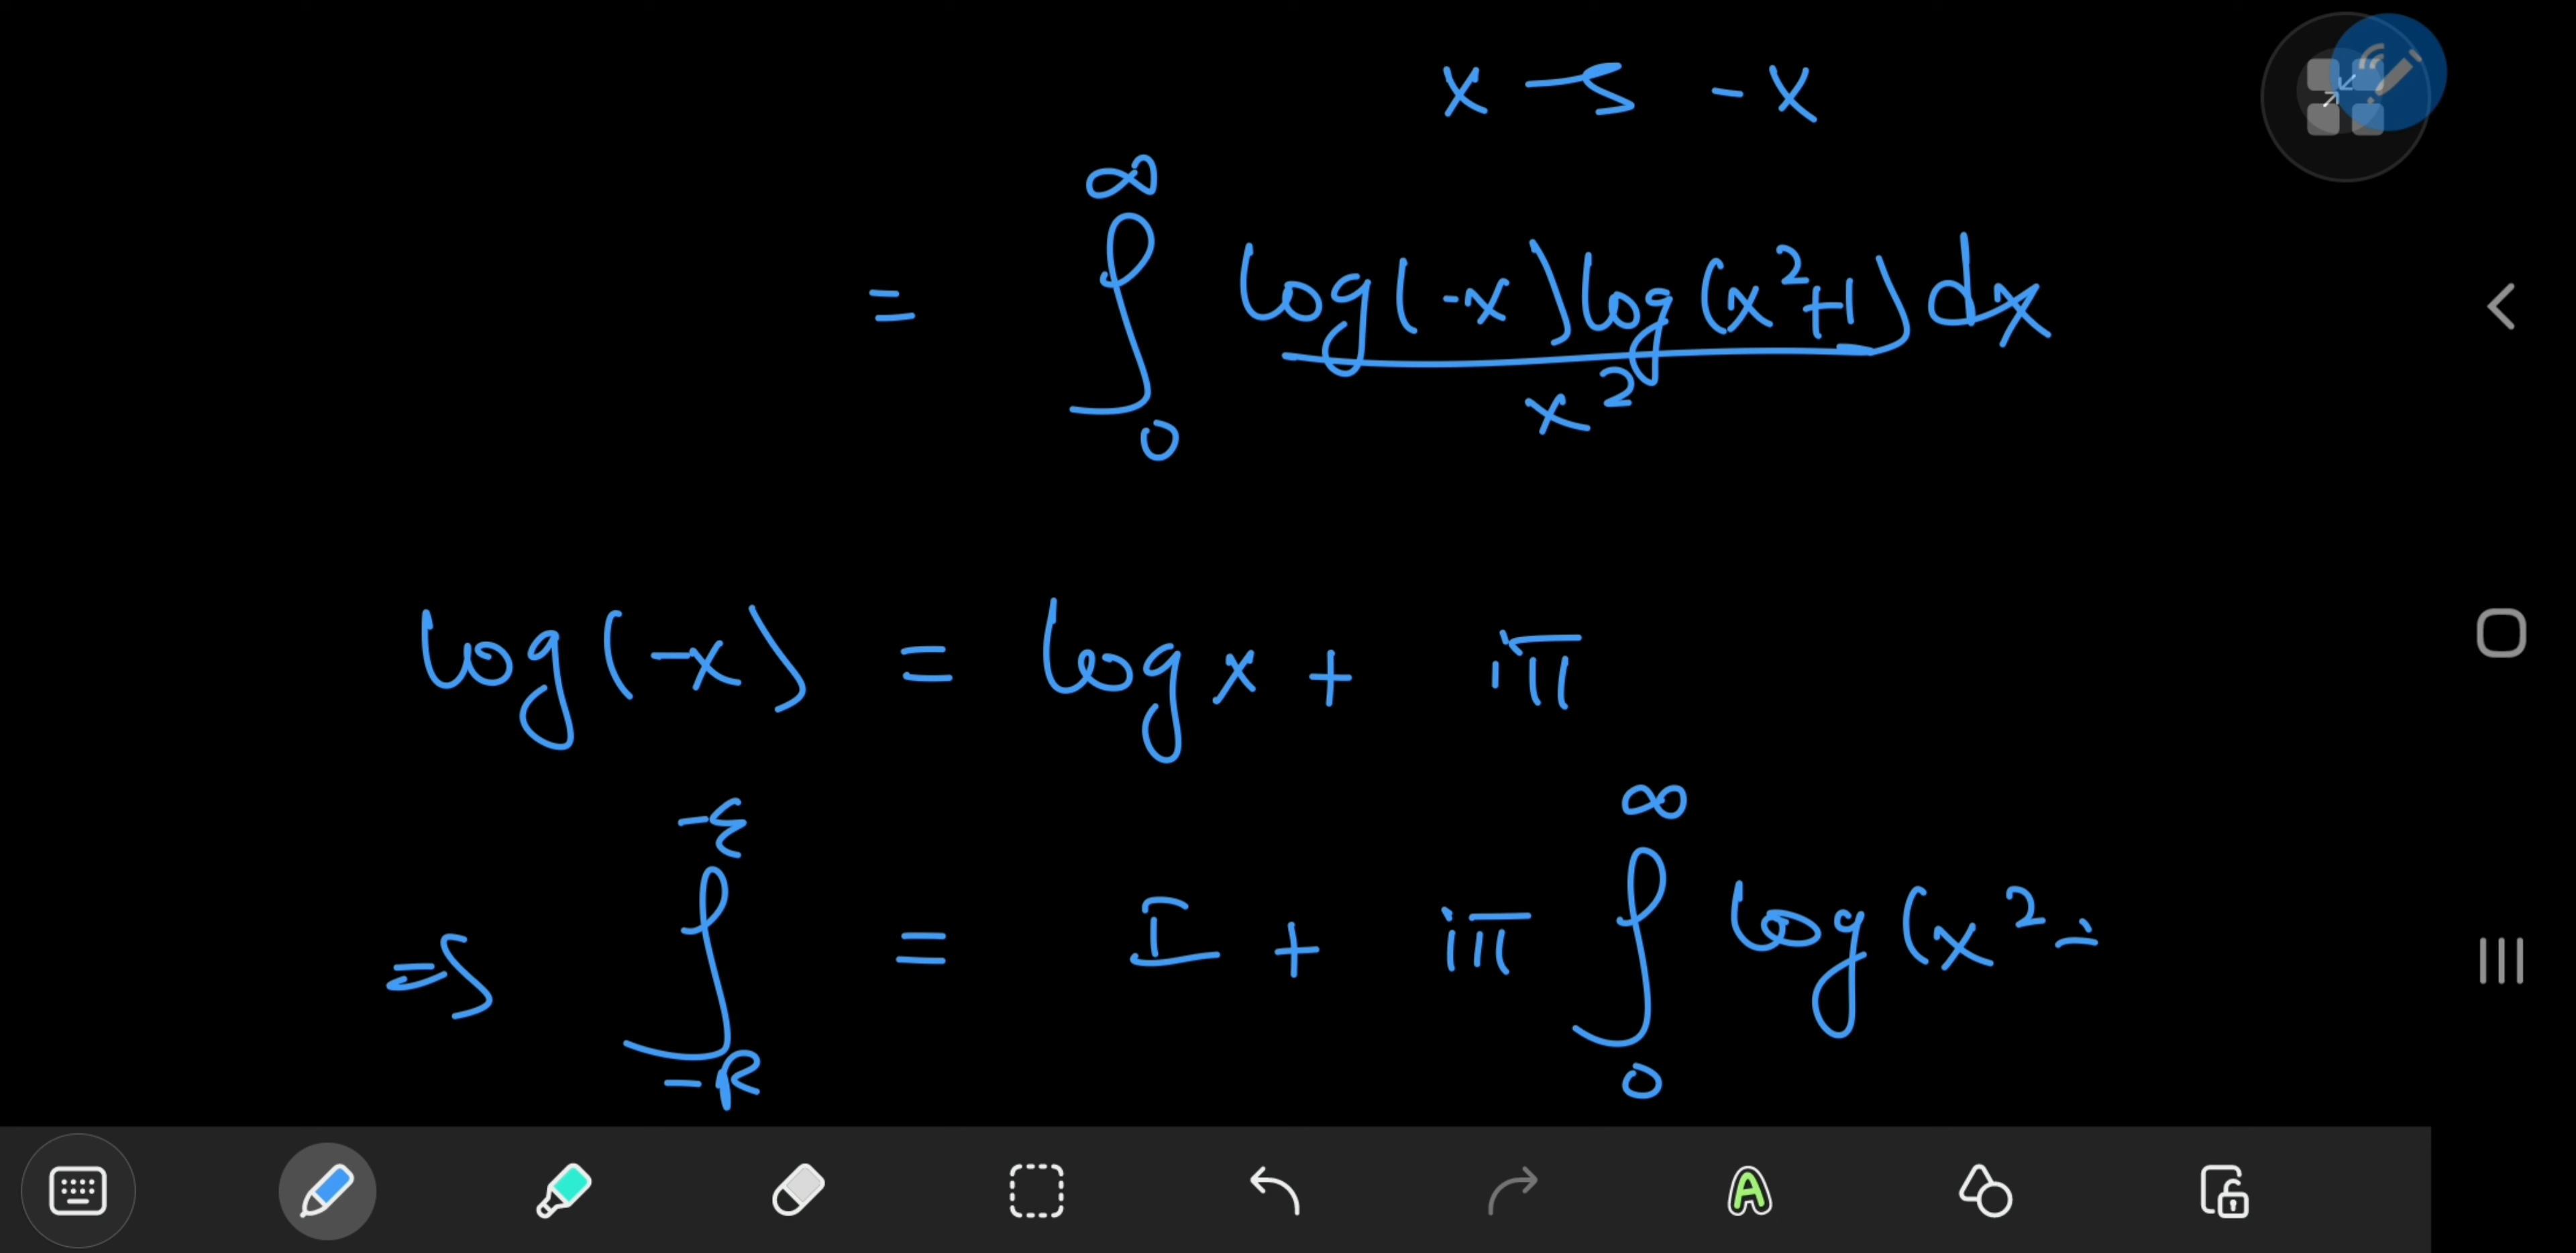 x → -x
= ∫₀^∞ log(-x) log(x²+1) dx / x²
log(-x) = log x + iπ
⇒ ∫_{-R}^{-ε} = I + iπ ∫₀^∞ log(x² =
A